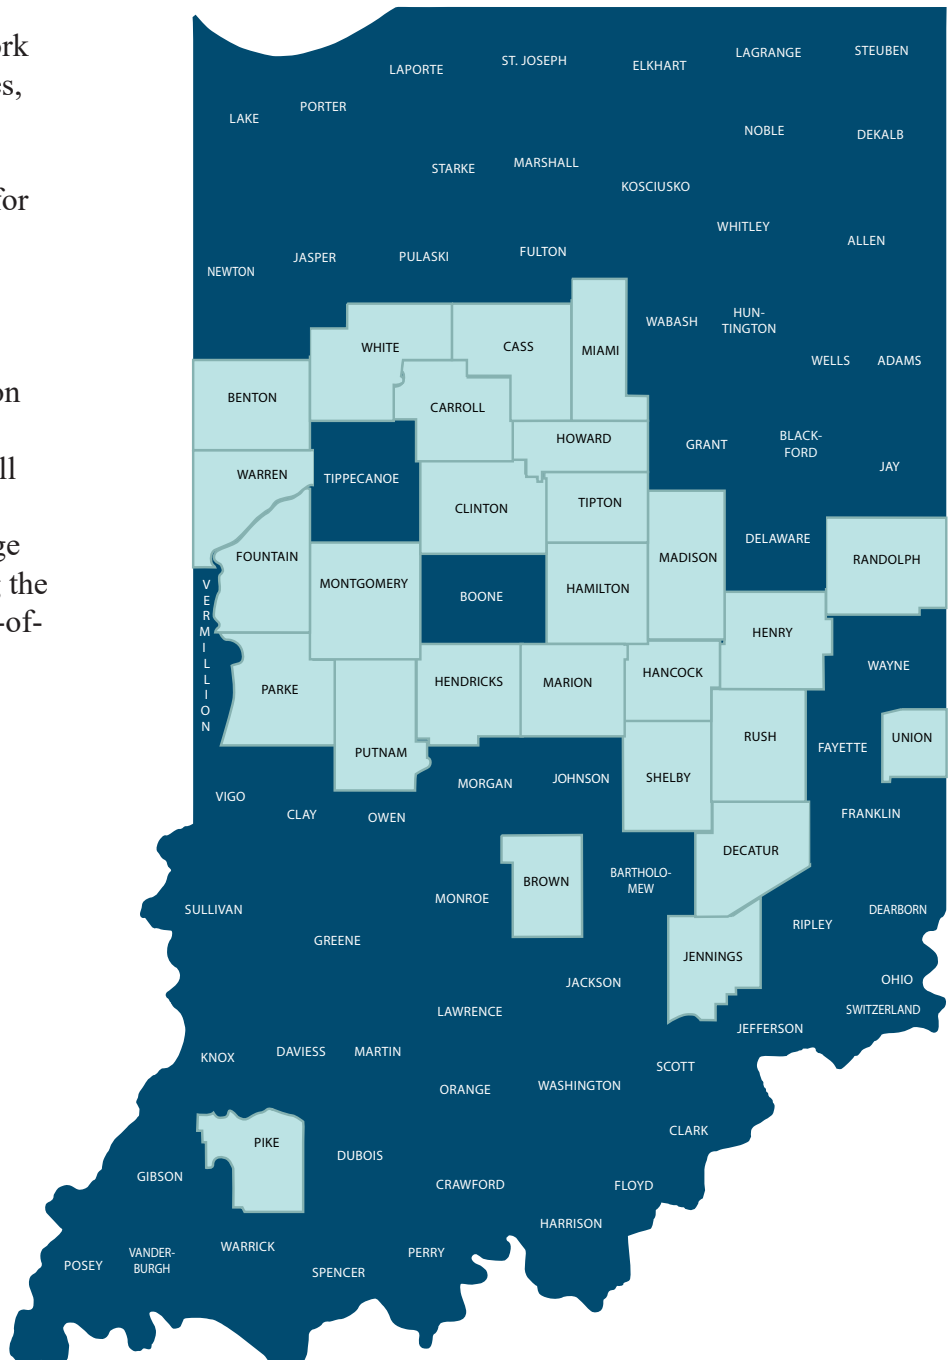 ork
es,
for
on
ll
ge
the
-of-
LAPORTE
ST. JOSEPH
ELKHART
LAGRANGE
STEUBEN
LAKE
PORTER
NOBLE
DEKALB
STARKE
MARSHALL
KOSCIUSKO
WHITLEY
ALLEN
NEWTON
JASPER
PULASKI
FULTON
WABASH
HUN-
TINGTON
WHITE
CASS
MIAMI
WELLS
ADAMS
BENTON
CARROLL
HOWARD
GRANT
BLACK-
FORD
JAY
WARREN
TIPPECANOE
CLINTON
TIPTON
MADISON
DELAWARE
RANDOLPH
FOUNTAIN
MONTGOMERY
BOONE
HAMILTON
HENRY
VERMILLION
PARKE
HENDRICKS
MARION
HANCOCK
WAYNE
PUTNAM
RUSH
FAYETTE
UNION
VIGO
CLAY
OWEN
MORGAN
JOHNSON
SHELBY
FRANKLIN
BROWN
BARTHOLO-
MEW
DECATUR
SULLIVAN
MONROE
DEARBORN
GREENE
RIPLEY
JENNINGS
JACKSON
OHIO
LAWRENCE
SWITZERLAND
JEFFERSON
KNOX
DAVIESS
MARTIN
SCOTT
ORANGE
WASHINGTON
PIKE
DUBOIS
CLARK
GIBSON
CRAWFORD
FLOYD
HARRISON
POSEY
VANDER-
BURGH
WARRICK
PERRY
SPENCER